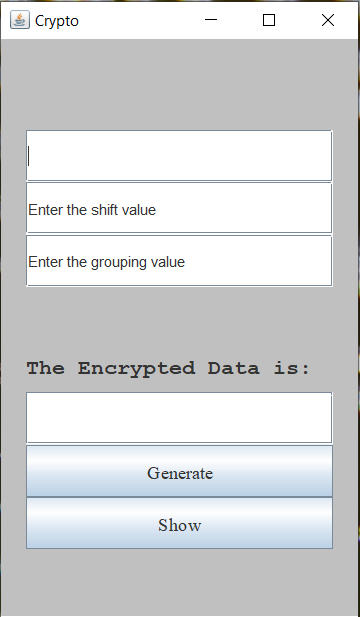 Crypto
Enter the shift value
Enter the grouping value
The Encrypted Data is:
Generate
Show